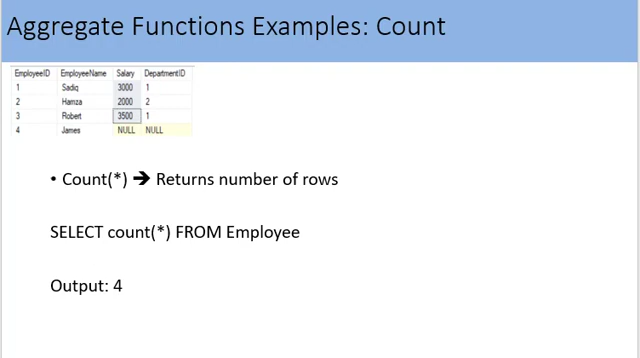 Aggregate Functions Examples: Count
EmployeeID EmployeeName Salary DepartmentID
1 Sadiq 3000 1
2 Hamza 2000 2
3 Robert 3500 1
4 James NULL NULL
• Count(*) 🡺 Returns number of rows
SELECT count(*) FROM Employee
Output: 4